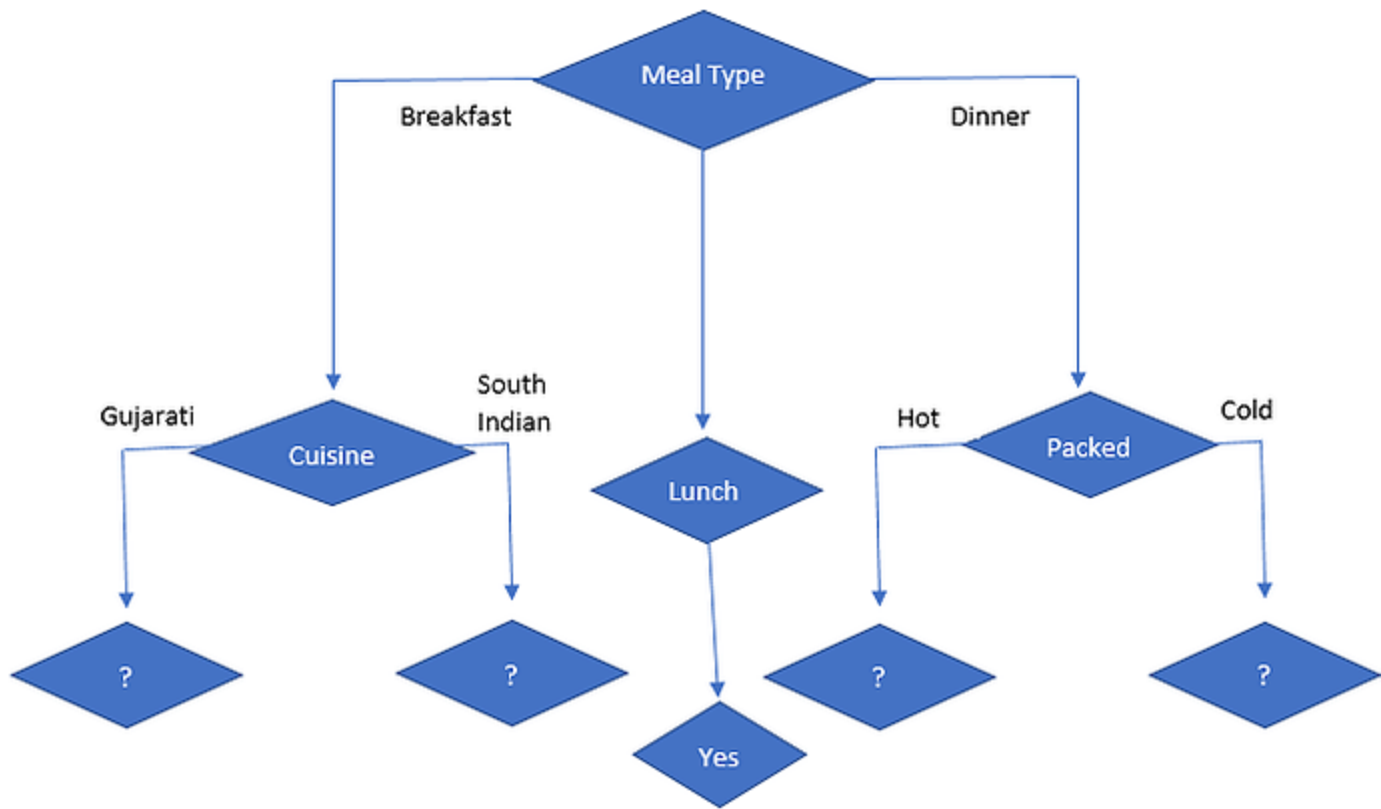 Meal Type
Breakfast
Dinner
Gujarati
South
Indian
Hot
Cold
Cuisine
Lunch
Packed
?
?
?
?
Yes